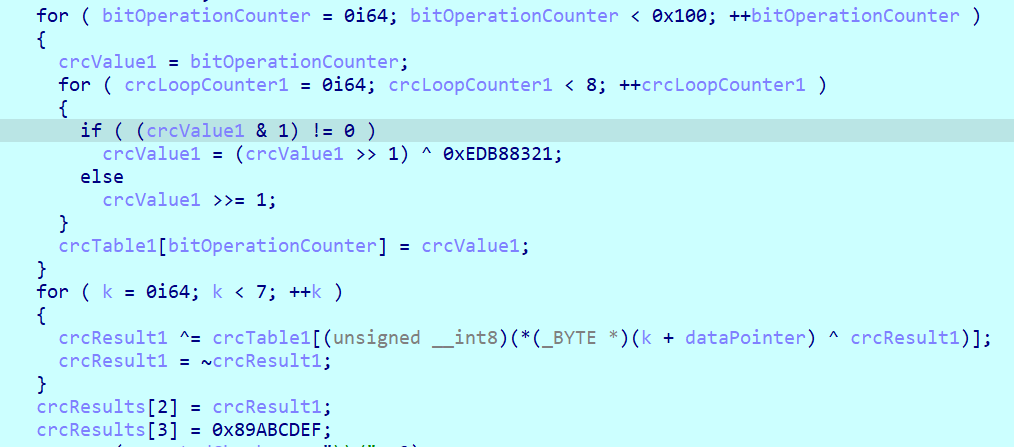 for ( bitOperationCounter = 0i64; bitOperationCounter < 0x100; ++bitOperationCounter )
{
crcValue1 = bitOperationCounter;
for ( crcLoopCounter1 = 0i64; crcLoopCounter1 < 8; ++crcLoopCounter1 )
{
if ( (crcValue1 & 1) != 0 )
crcValue1 = (crcValue1 >> 1) ^ 0xEDB88321;
else
crcValue1 >>= 1;
}
crcTable1[bitOperationCounter] = crcValue1;
}
for ( k = 0i64; k < 7; ++k )
{
crcResult1 ^= crcTable1[(unsigned __int8)(*(_BYTE *)(k + dataPointer) ^ crcResult1)];
crcResult1 = ~crcResult1;
}
crcResults[2] = crcResult1;
crcResults[3] = 0x89ABCDEF;